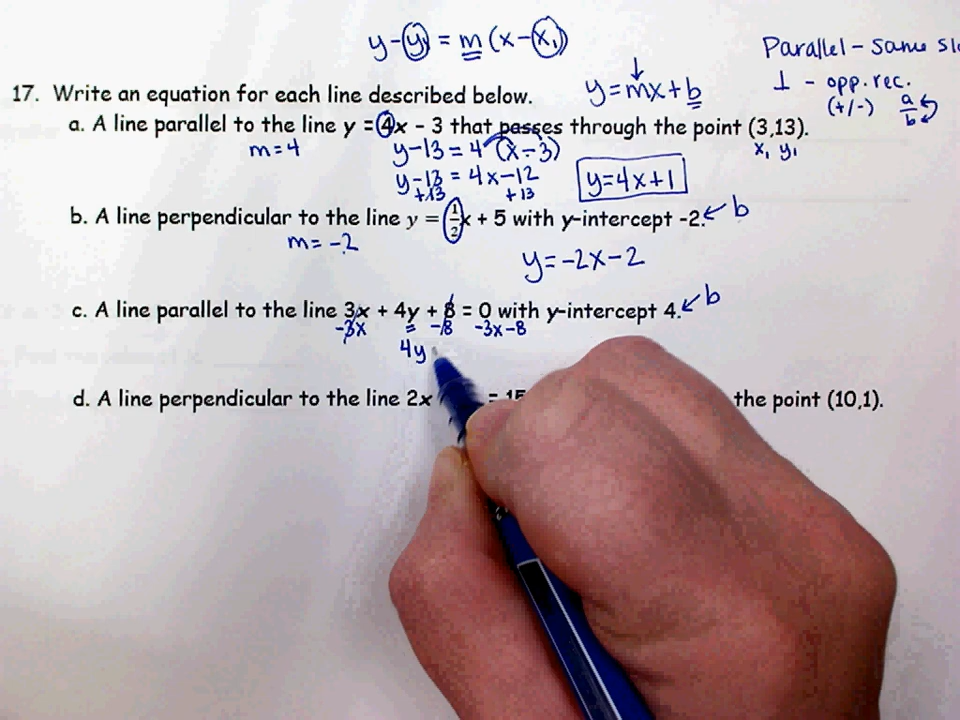 y-y₁ = m(x-x₁)
Parallel - same
y=mx+b
⊥ - opp. rec.
(+/-) a/b
17. Write an equation for each line described below.
a. A line parallel to the line y = 4x - 3 that passes through the point (3,13).
m=4
x₁ y₁
y-13 = 4(x-3)
y-13 = 4x-12
+13 +13
y=4x+1
b. A line perpendicular to the line y = 1/2x + 5 with y-intercept -2. ← b
m= -2
y=-2x-2
c. A line parallel to the line 3x + 4y + 8 = 0 with y-intercept 4. ← b
-3x -8 -3x-8
4y
d. A line perpendicular to the line 2x = 15 the point (10,1).